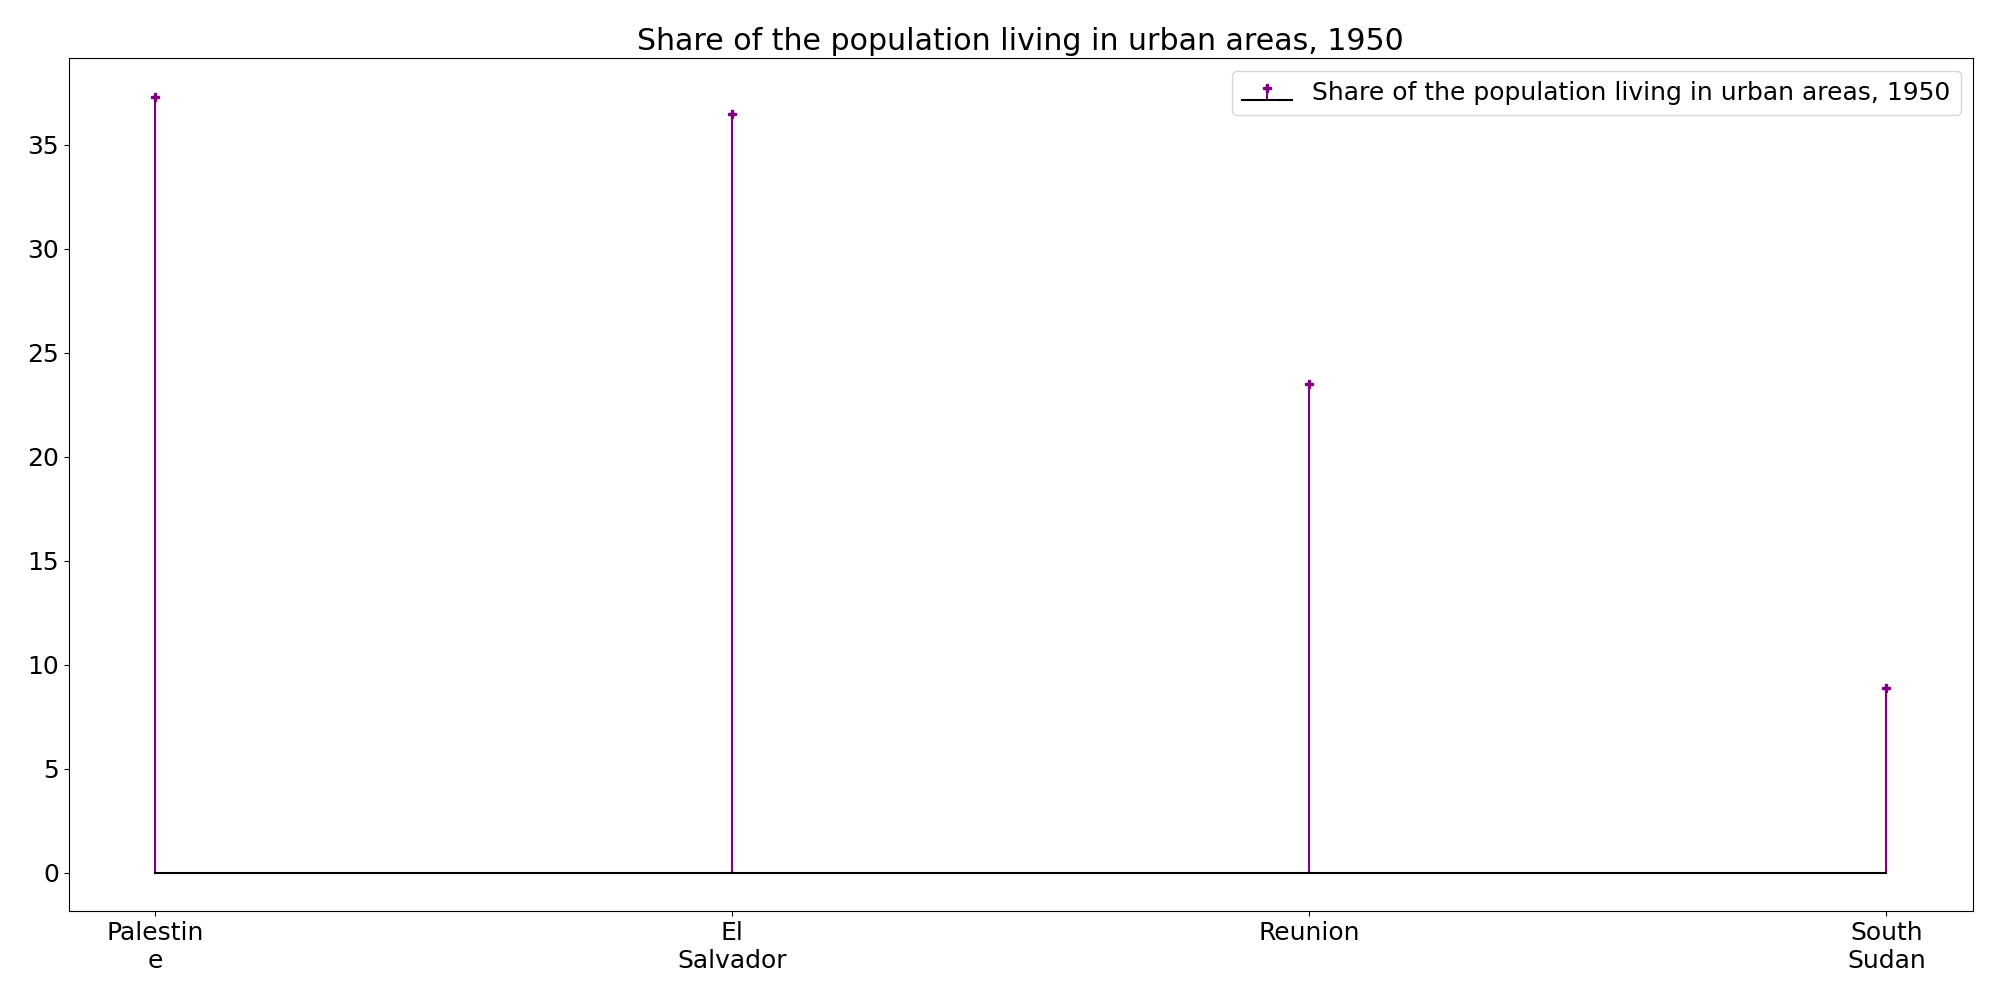 Share of the population living in urban areas, 1950
Share of the population living in urban areas, 1950
35
30
25
20
15
10
5
0
Palestin
e
El
Salvador
Reunion
South
Sudan